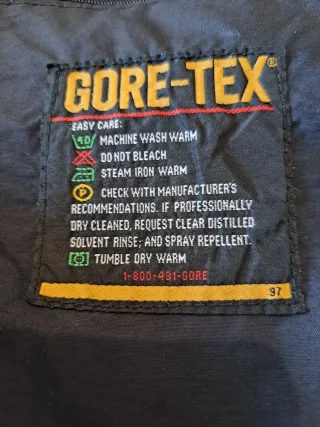 GORE-TEX®
EASY CARE:
40 MACHINE WASH WARM
DO NOT BLEACH
STEAM IRON WARM
P CHECK WITH MANUFACTURER'S
RECOMMENDATIONS. IF PROFESSIONALLY
DRY CLEANED, REQUEST CLEAR DISTILLED
SOLVENT RINSE; AND SPRAY REPELLENT.
TUMBLE DRY WARM
1-800-431-GORE
97